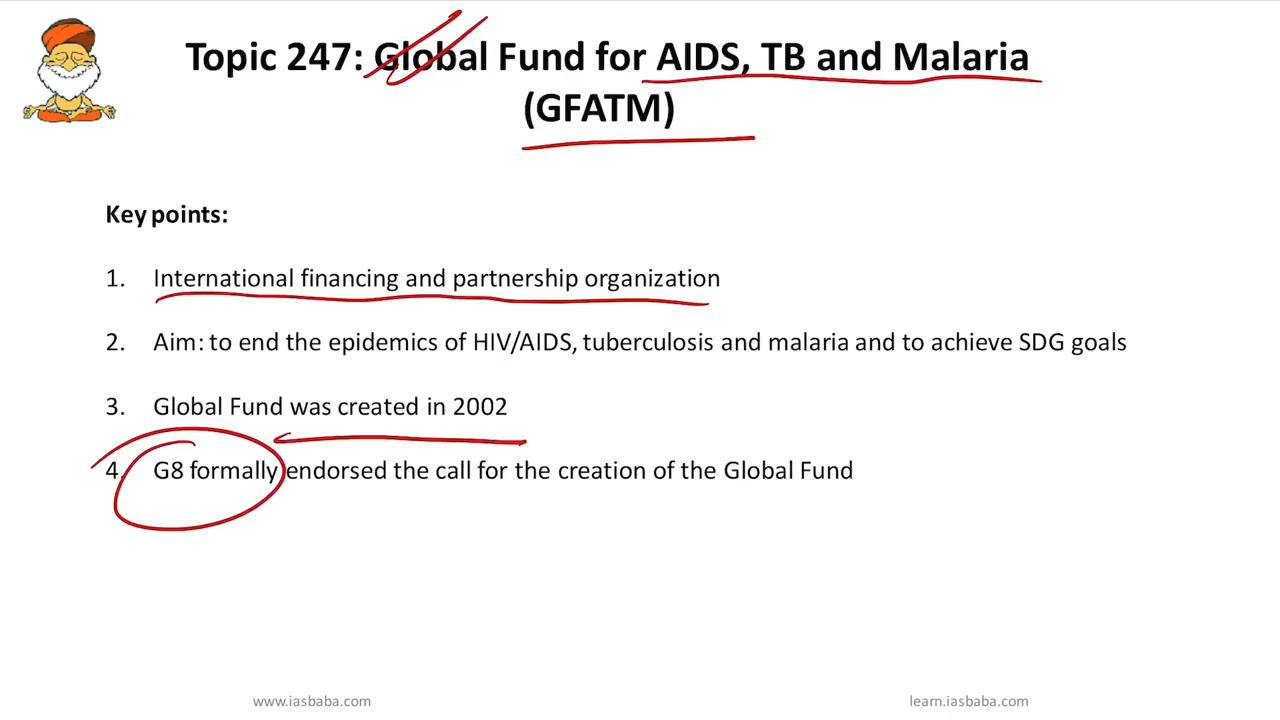 Topic 247: Global Fund for AIDS, TB and Malaria
(GFATM)
Key points:
1. International financing and partnership organization
2. Aim: to end the epidemics of HIV/AIDS, tuberculosis and malaria and to achieve SDG goals
3. Global Fund was created in 2002
4. G8 formally endorsed the call for the creation of the Global Fund
www.iasbaba.com
learn.iasbaba.com